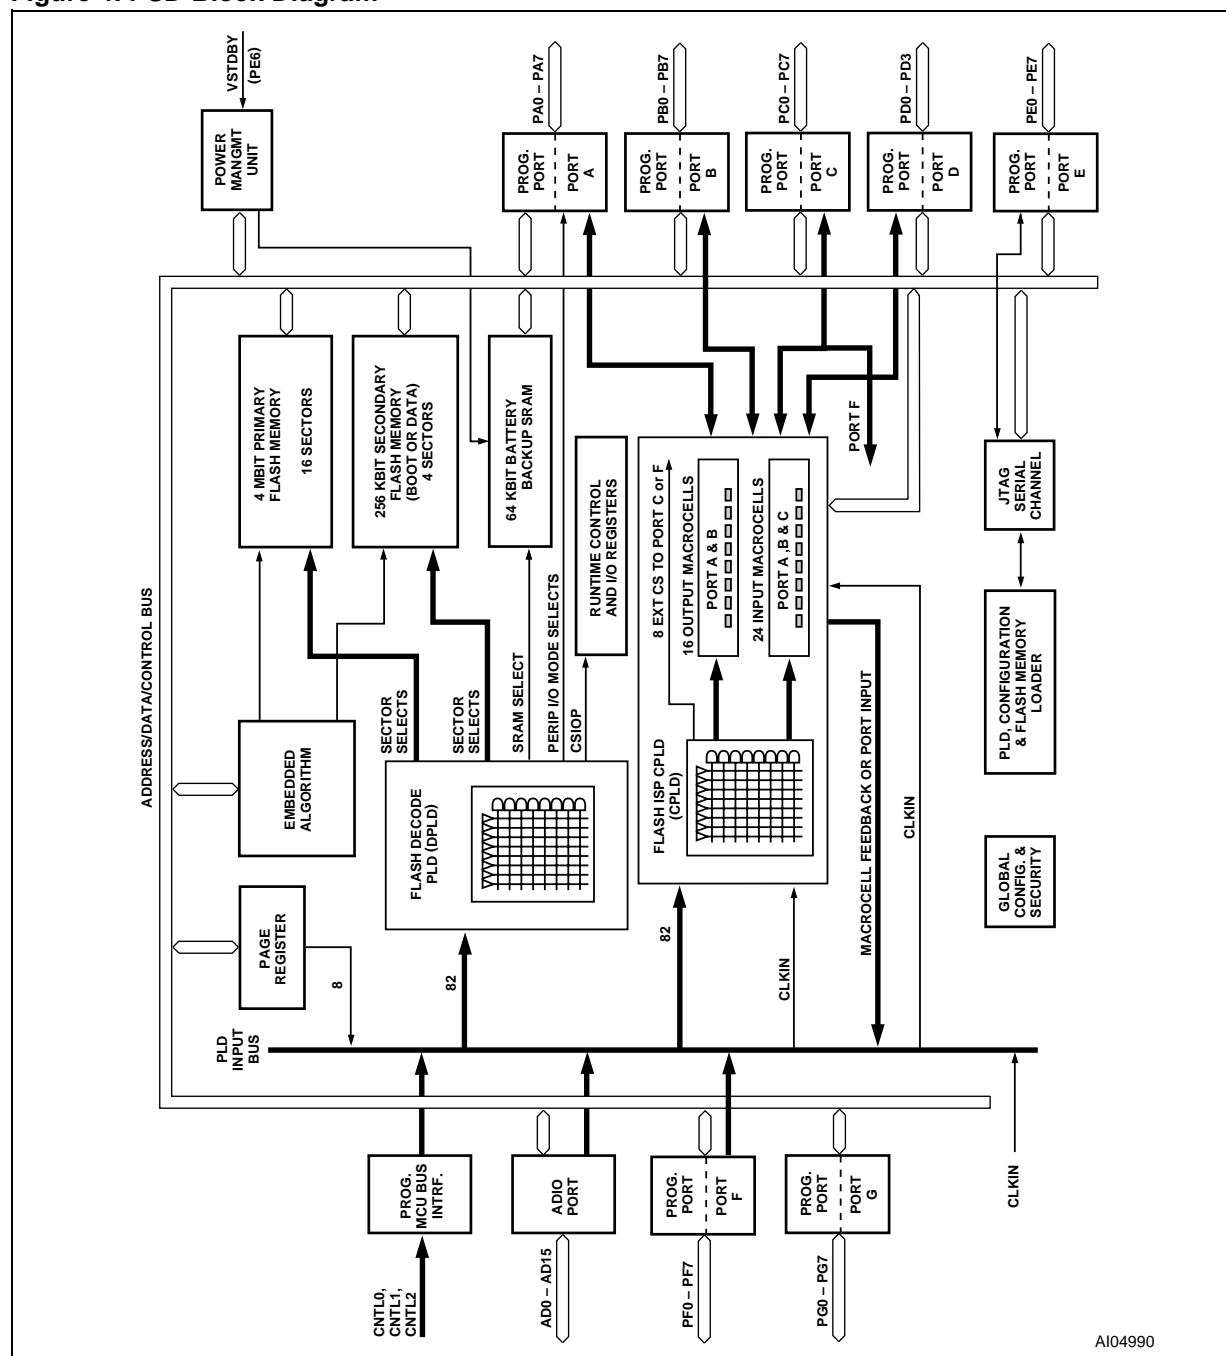 Figure PSD Block Diagram
VSTDBY
(PE6)
POWER
MANGMT
UNIT
PA0 – PA7
PB0 – PB7
PC0 – PC7
PD0 – PD3
PE0 – PE7
PROG.
PORT
PORT
A
PROG.
PORT
PORT
B
PROG.
PORT
PORT
C
PROG.
PORT
PORT
D
PROG.
PORT
PORT
E
ADDRESS/DATA/CONTROL BUS
4 MBIT PRIMARY
FLASH MEMORY
16 SECTORS
256 KBIT SECONDARY
FLASH MEMORY
(BOOT OR DATA)
4 SECTORS
64 KBIT BATTERY
BACKUP SRAM
RUNTIME CONTROL
AND I/O REGISTERS
8 EXT CS TO PORT C or F
16 OUTPUT MACROCELLS
PORT A & B
24 INPUT MACROCELLS
PORT A ,B & C
PORT F
JTAG
SERIAL
CHANNEL
EMBEDDED
ALGORITHM
SECTOR
SELECTS
SECTOR
SELECTS
SRAM SELECT
PERIP I/O MODE SELECTS
CSIOP
FLASH DECODE
PLD (DPLD)
FLASH ISP CPLD
(CPLD)
MACROCELL FEEDBACK OR PORT INPUT
CLKIN
PLD, CONFIGURATION
& FLASH MEMORY
LOADER
GLOBAL
CONFIG. &
SECURITY
PAGE
REGISTER
8
82
82
CLKIN
PLD
INPUT
BUS
PROG.
MCU BUS
INTRF.
ADIO
PORT
PROG.
PORT
PORT
F
PROG.
PORT
PORT
G
CLKIN
CNTL0,
CNTL1,
CNTL2
AD0 – AD15
PF0 – PF7
PG0 – PG7
AI04990